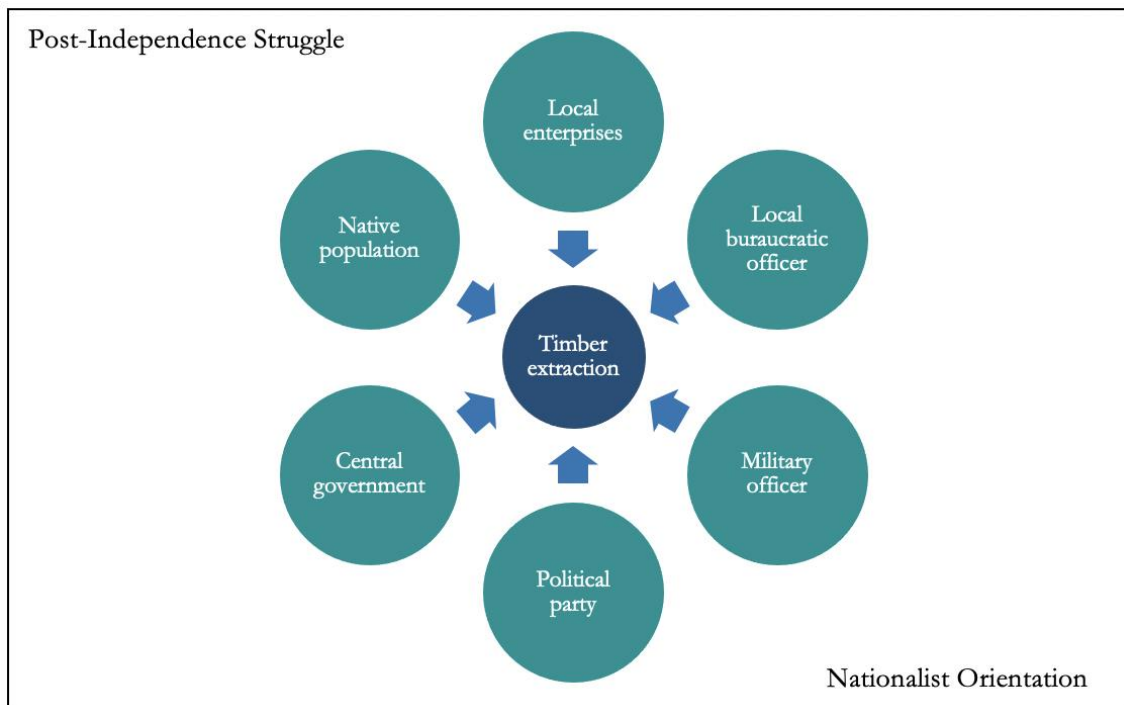 Post-Independence Struggle
Local
enterprises
Native
population
Local
buraucratic
officer
Timber
extraction
Central
government
Military
officer
Political
party
Nationalist Orientation